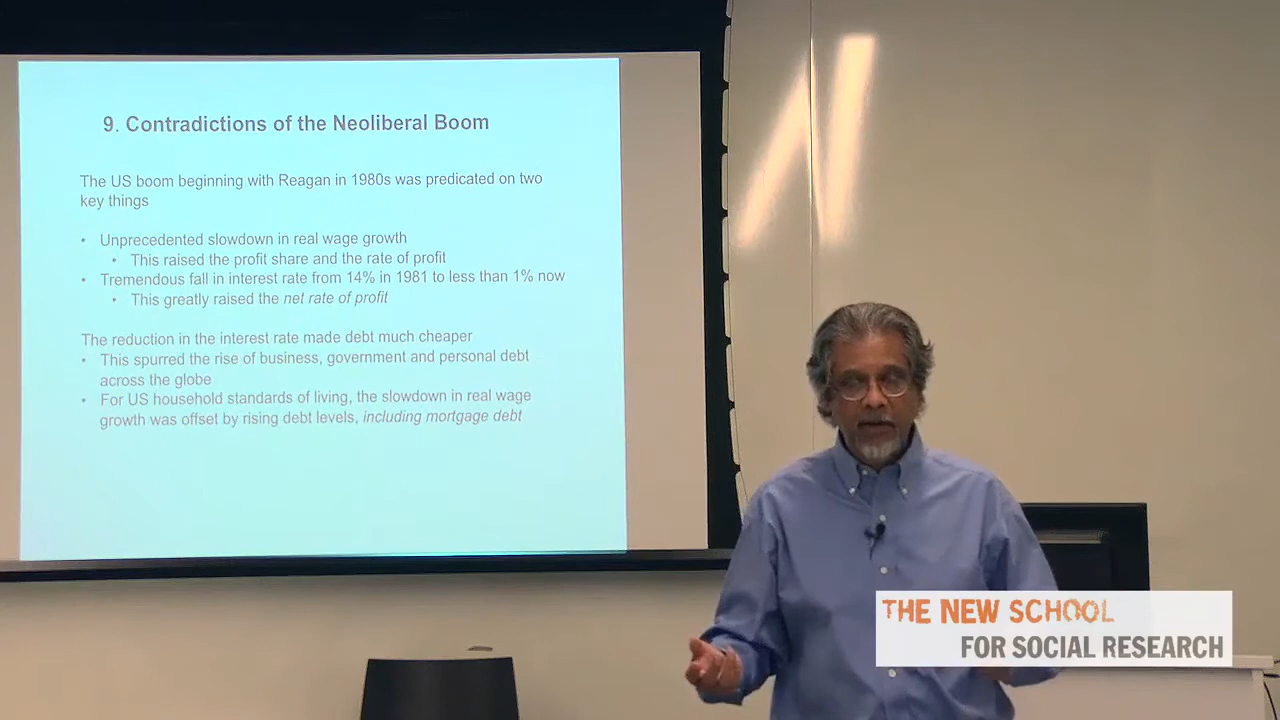 9. Contradictions of the Neoliberal Boom
The US boom beginning with Reagan in 1980s was predicated on two
key things
• Unprecedented slowdown in real wage growth
• This raised the profit share and the rate of profit
• Tremendous fall in interest rate from 14% in 1981 to less than 1% now
• This greatly raised the net rate of profit
The reduction in the interest rate made debt much cheaper
• This spurred the rise of business, government and personal debt
across the globe
• For US household standards of living, the slowdown in real wage
growth was offset by rising debt levels, including mortgage debt
THE NEW SCHOOL
FOR SOCIAL RESEARCH